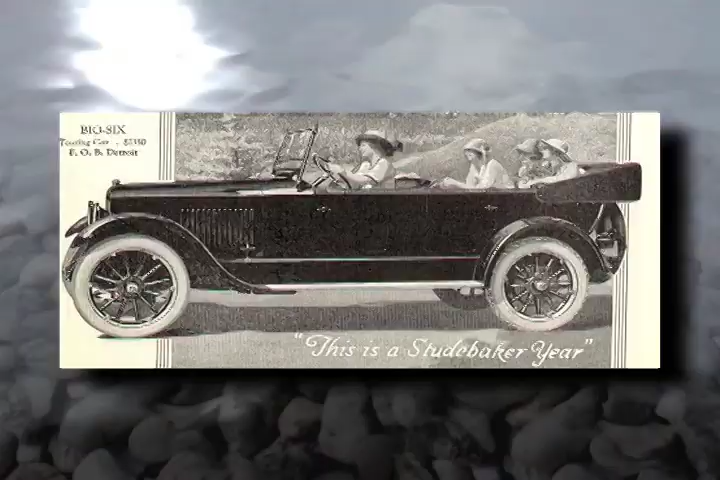 BIG-SIX
Touring Car -
F. O. B. Detroit
"This is a Studebaker Year"